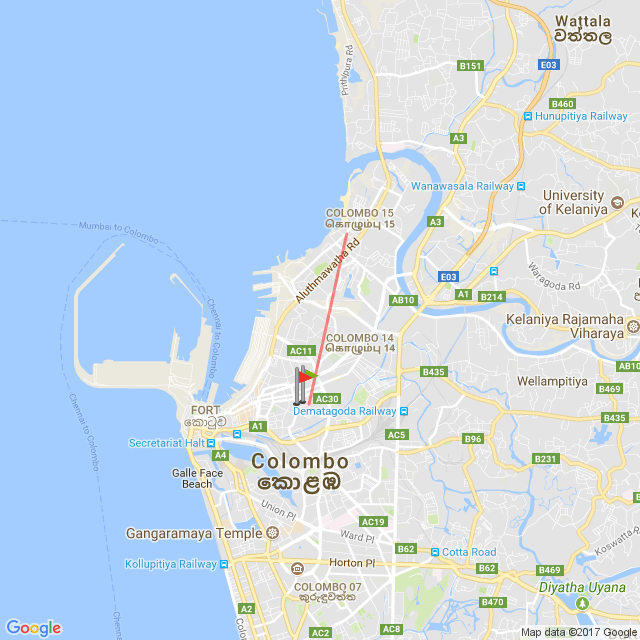 Wattala
වත්තල
E03
B151
Prithipura Rd
B460
Hunupitiya Railway
A3
Wanawasala Railway
University
of Kelaniya
COLOMBO 15
கொழும்பு 15
A3
Mumbai to Colombo
Aluthmawatha Rd
E03
Waragoda Rd
A1
B214
AB10
Chennai to Colombo
Kelaniya Rajamaha
Viharaya
COLOMBO 14
கொழும்பு 14
AC11
AB10
B435
Wellampitiya
B469
AC30
FORT
කොටුව
Dematagoda Railway
B435
A1
AC5
B96
Secretariat Halt
A4
Chennai to Colombo
Colombo
කොළඹ
B231
Galle Face
Beach
B469
Union Pl
AC19
Gangaramaya Temple
Ward Pl
B62
Cotta Road
Koswatta Rd
Kollupitiya Railway
Horton Pl
B62
B62
COLOMBO 07
කුරුඳුවත්ත
Diyatha Uyana
B470
A2
AC2
AC8
Google
Map data ©2017 Google